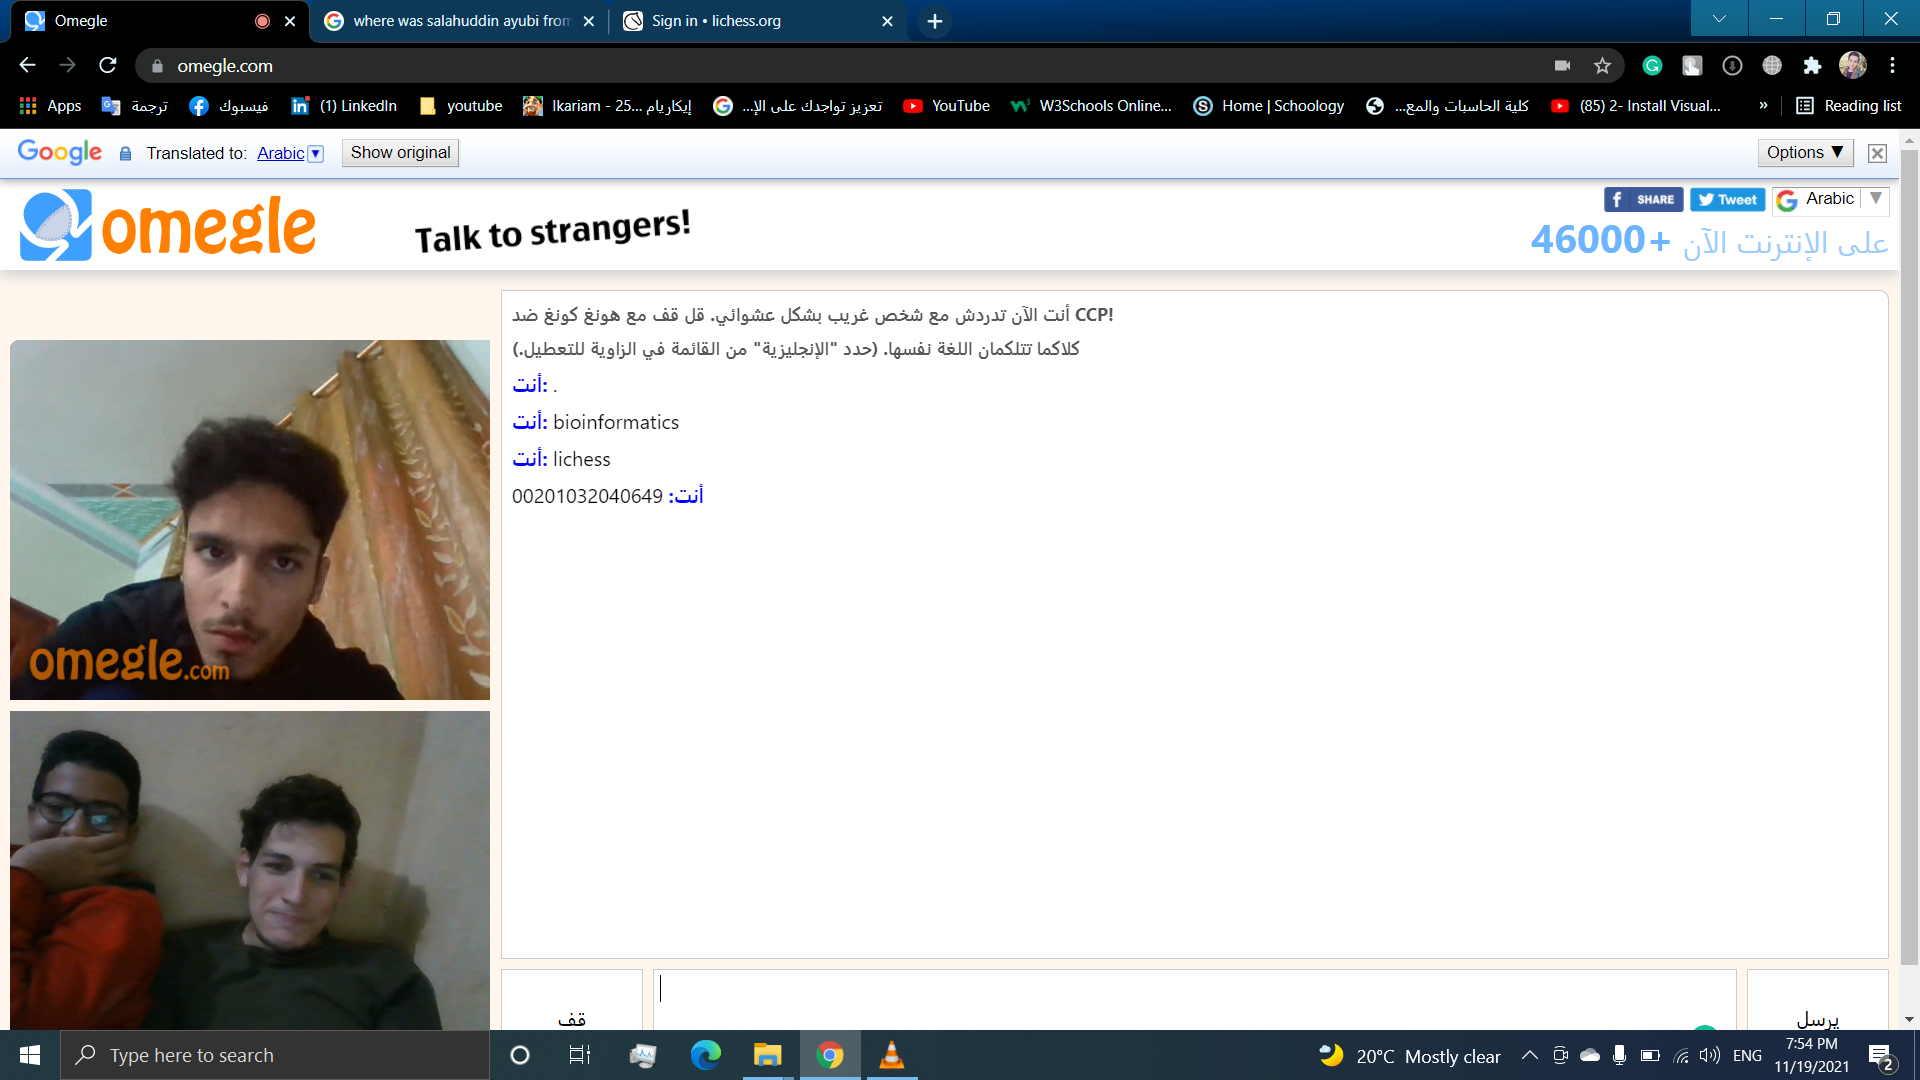 Omegle
where was salahuddin ayubi from
Sign in • lichess.org
omegle.com
Apps
ترجمة
فيسبوك
(1) LinkedIn
youtube
Ikariam - 25... إيكاريام
تعزيز تواجدك على الإ...
YouTube
W3Schools Online...
Home | Schoology
كلية الحاسبات والمع...
(85) 2- Install Visual...
»
Reading list
Google
Translated to: Arabic
Show original
Options ▼
omegle
Talk to strangers!
SHARE
Tweet
Arabic
على الإنترنت الآن +46000
أنت الآن تدردش مع شخص غريب بشكل عشوائي. قل قف مع هونغ كونغ ضد CCP!
كلاكما تتلكمان اللغة نفسها. (حدد "الإنجليزية" من القائمة في الزاوية للتعطيل.)
أنت: .
أنت: bioinformatics
أنت: lichess
أنت: 00201032040649
omegle.com
قف
يرسل
Type here to search
20°C Mostly clear
ENG
7:54 PM
11/19/2021
2